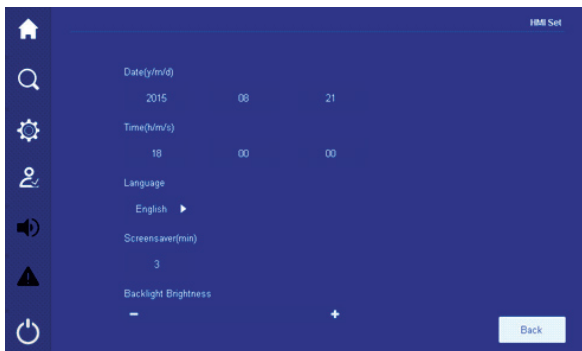 HMI Set
Date(y/m/d)
2015 08 21
Time(h/m/s)
18 00 00
Language
English
Screensaver(min)
3
Backlight Brightness
- +
Back